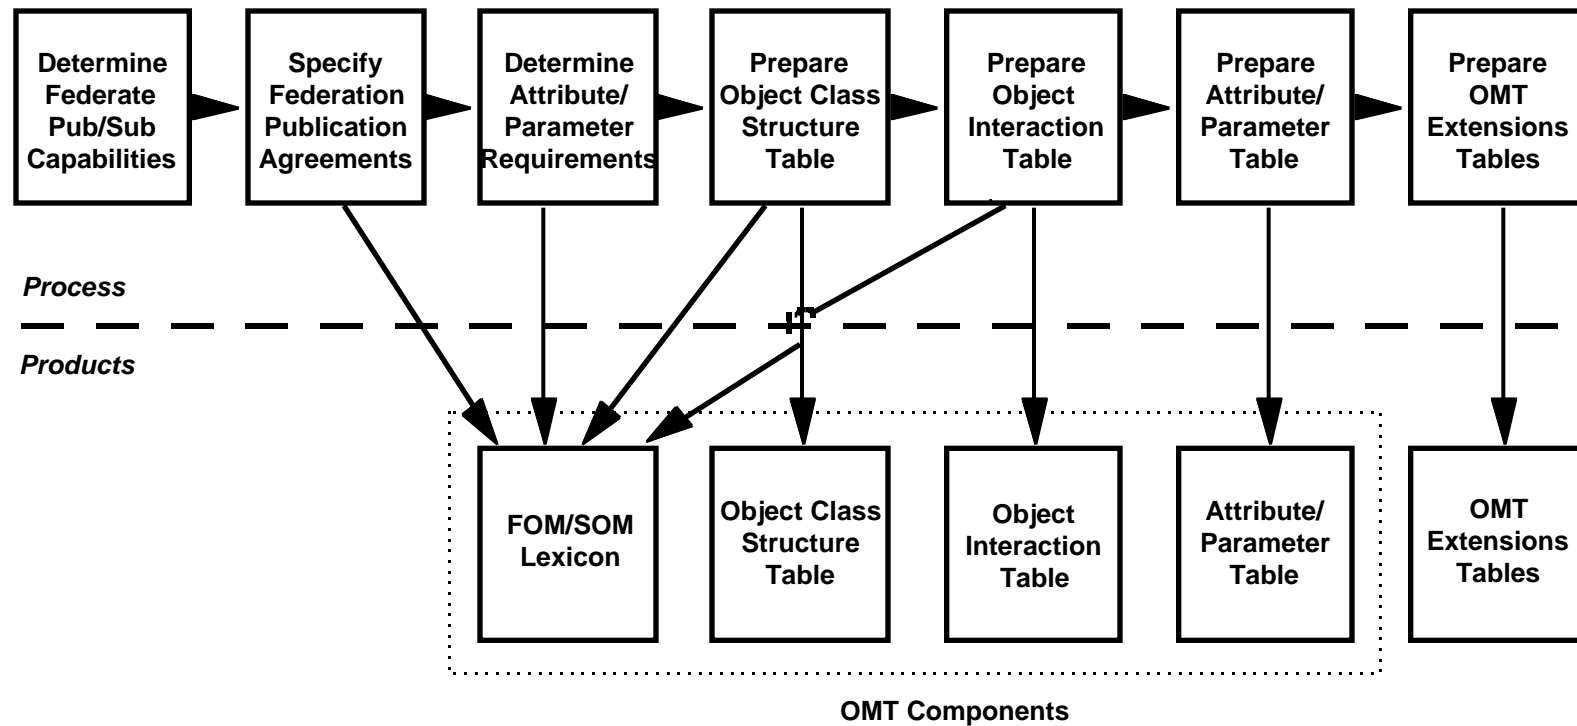 Determine
Federate
Pub/Sub
Capabilities
Specify
Federation
Publication
Agreements
Determine
Attribute/
Parameter
Requirements
Prepare
Object Class
Structure
Table
Prepare
Object
Interaction
Table
Prepare
Attribute/
Parameter
Table
Prepare
OMT
Extensions
Tables
Process
Products
FOM/SOM
Lexicon
Object Class
Structure
Table
Object
Interaction
Table
Attribute/
Parameter
Table
OMT
Extensions
Tables
OMT Components